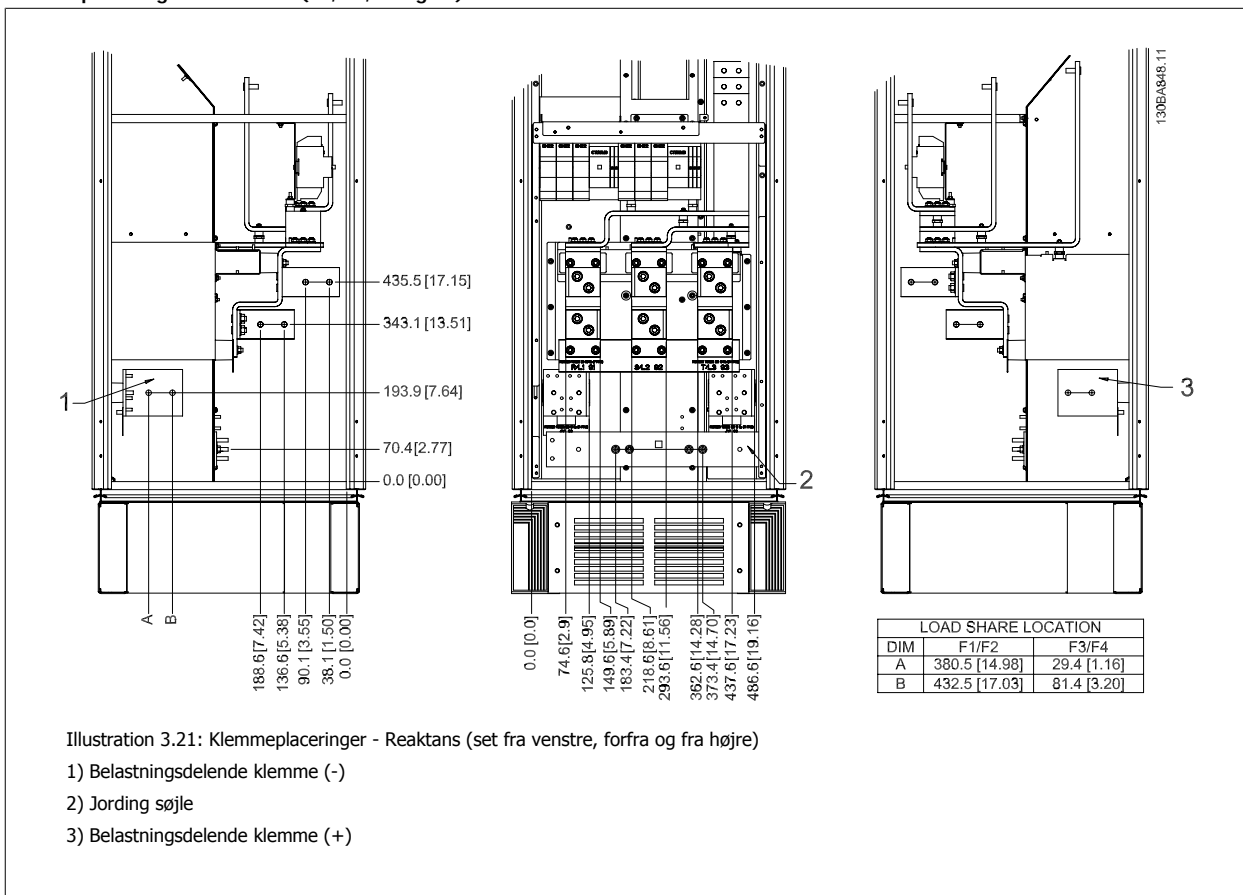 130BA848.11
435.5 [17.15]
343.1 [13.51]
193.9 [7.64]
70.4 [2.77]
0.0 [0.00]
1
2
3
R/L1 91
S/L2 92
T/L3 93
A
B
188.6 [7.42]
136.6 [5.38]
90.1 [3.55]
38.1 [1.50]
0.0 [0.00]
0.0 [0.0]
74.6 [2.9]
125.8 [4.95]
149.6 [5.89]
183.4 [7.22]
218.6 [8.61]
293.6 [11.56]
362.6 [14.28]
373.4 [14.70]
437.6 [17.23]
486.6 [19.16]
LOAD SHARE LOCATION
DIM F1/F2 F3/F4
A 380.5 [14.98] 29.4 [1.16]
B 432.5 [17.03] 81.4 [3.20]
Illustration 3.21: Klemmeplaceringer - Reaktans (set fra venstre, forfra og fra højre)
1) Belastningsdelende klemme (-)
2) Jording søjle
3) Belastningsdelende klemme (+)